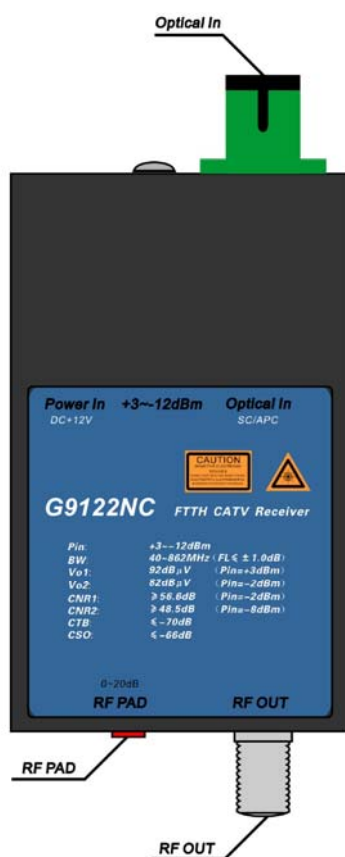 Optical In
Power In +3~-12dBm Optical In
DC+12V SC/APC
CAUTION
G9122NC FTTH CATV Receiver
Pin: +3~-12dBm
BW: 40-862MHz (FL≤ ±1.0dB)
Vo1: 92dBμV (Pin=+3dBm)
Vo2: 82dBμV (Pin=-2dBm)
CNR1: ≥56.6dB (Pin=-2dBm)
CNR2: ≥48.5dB (Pin=-8dBm)
CTB: ≤-70dB
CSO: ≤-66dB
0~20dB
RF PAD RF OUT
RF PAD
RF OUT